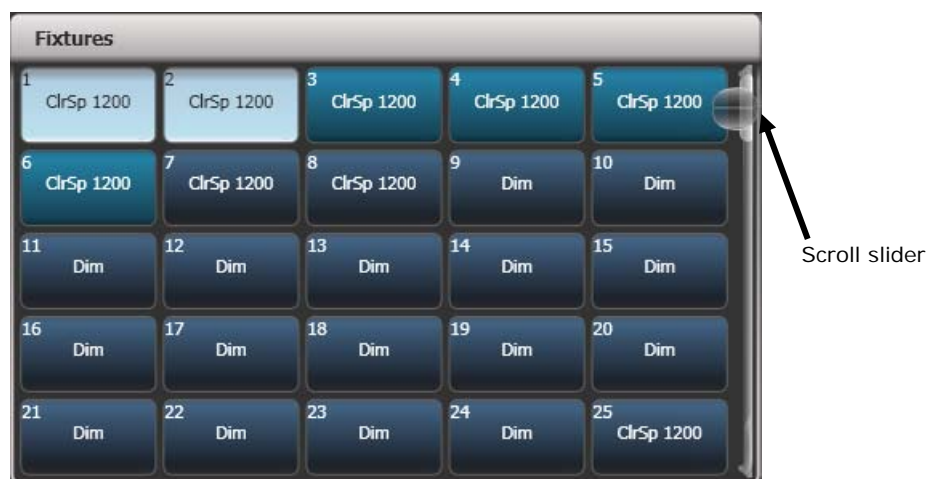 Fixtures
1 2 3 4 5
ClrSp 1200 ClrSp 1200 ClrSp 1200 ClrSp 1200 ClrSp 1200
6 7 8 9 10
ClrSp 1200 ClrSp 1200 ClrSp 1200 Dim Dim
11 12 13 14 15
Dim Dim Dim Dim Dim
Scroll slider
16 17 18 19 20
Dim Dim Dim Dim Dim
21 22 23 24 25
Dim Dim Dim Dim ClrSp 1200